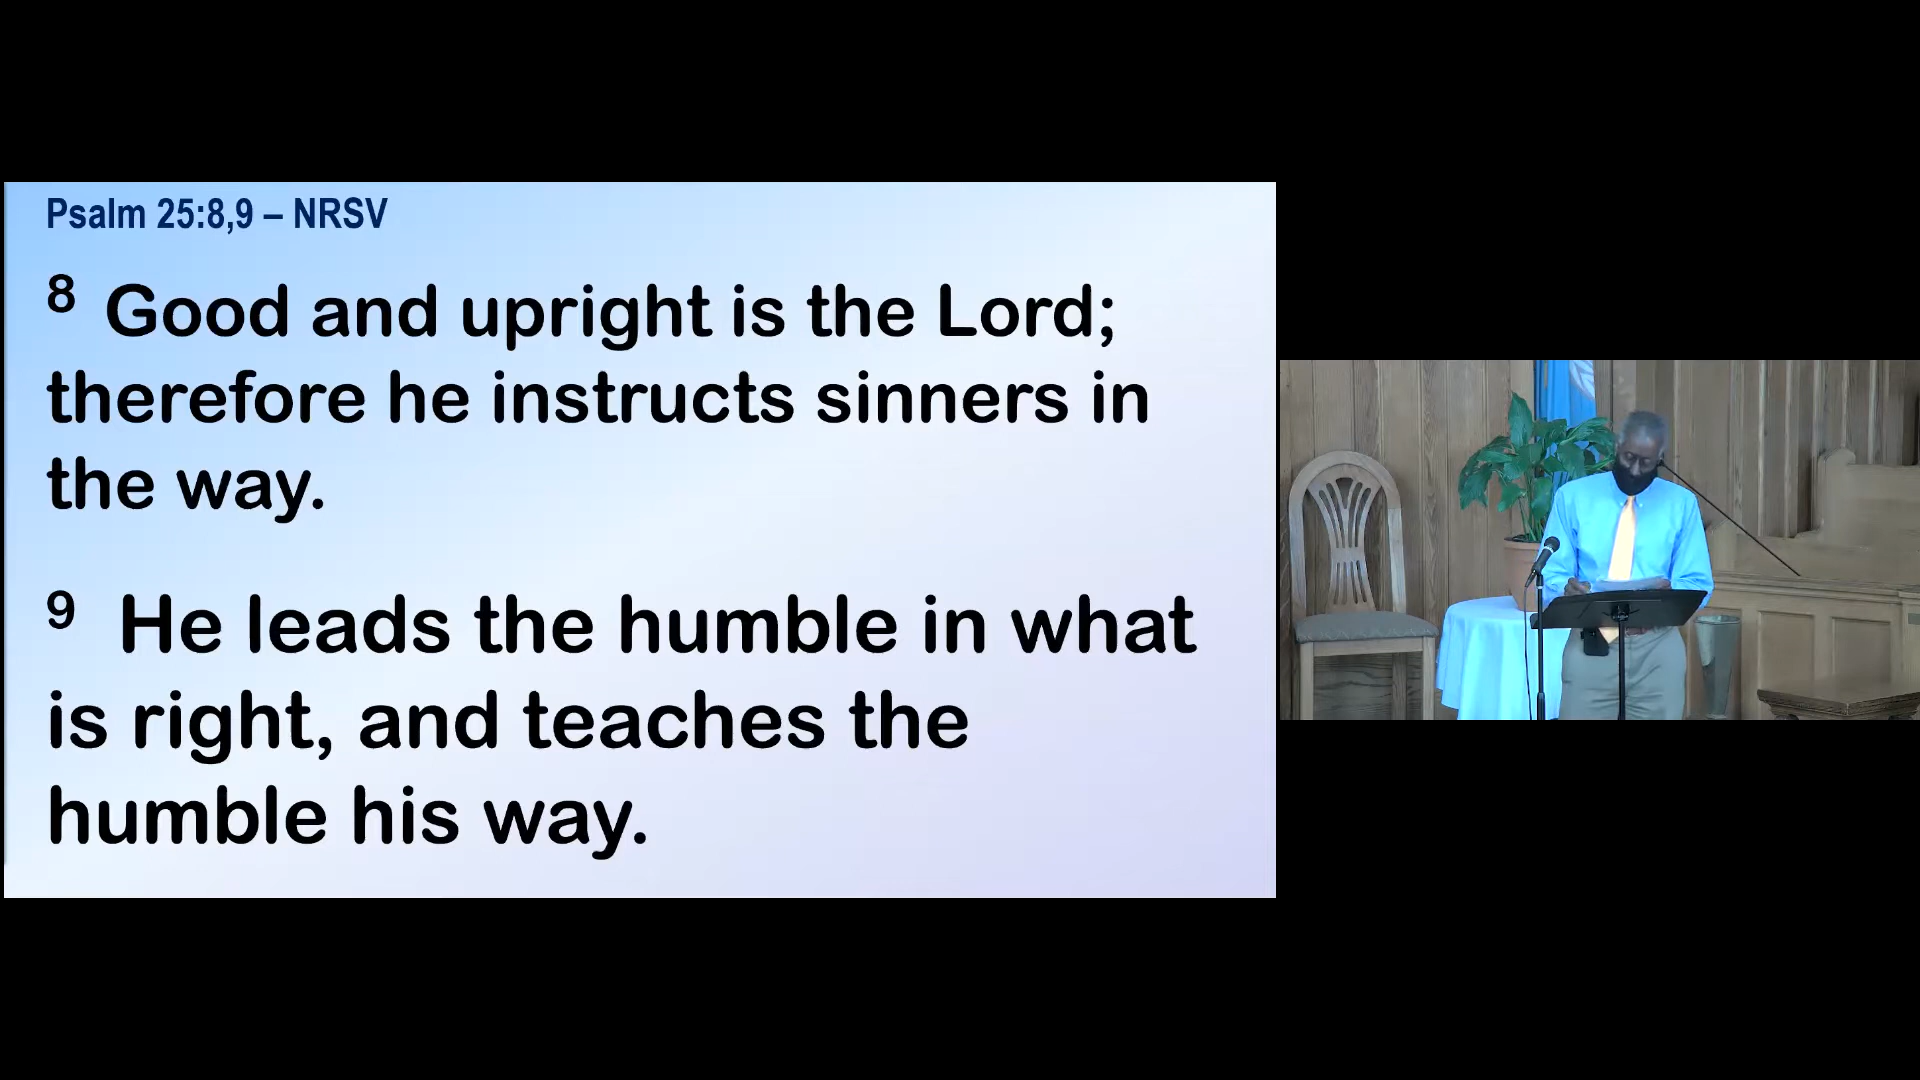 Psalm 25:8,9 – NRSV
8 Good and upright is the Lord;
therefore he instructs sinners in
the way.
9 He leads the humble in what
is right, and teaches the
humble his way.